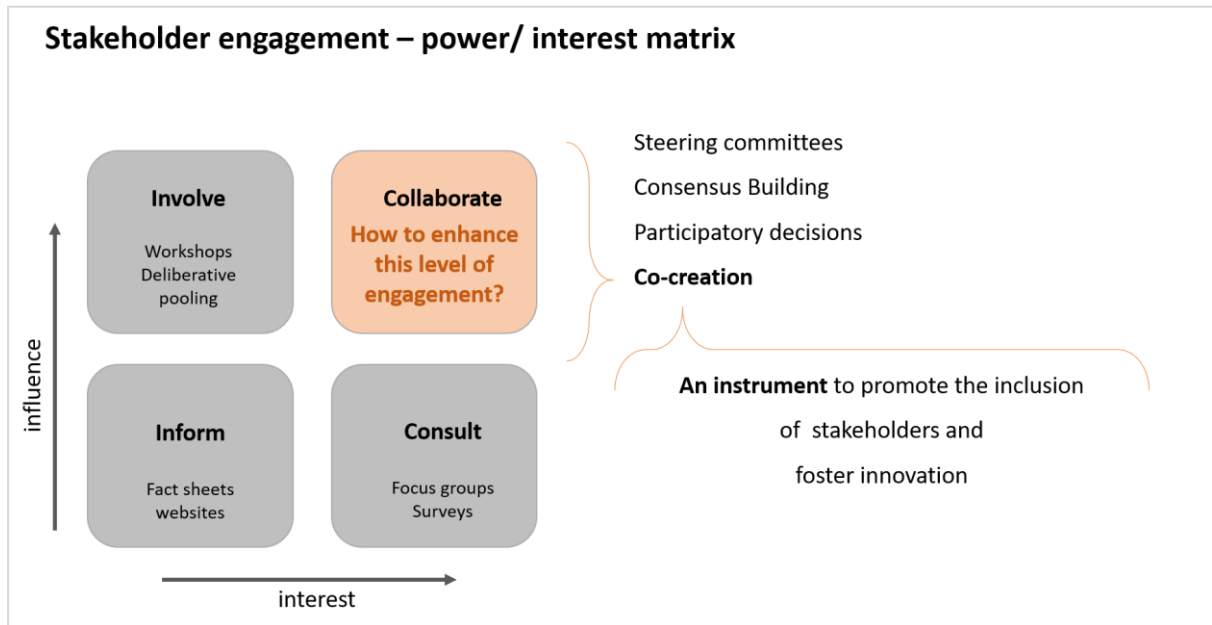 Stakeholder engagement – power/ interest matrix
Involve
Workshops
Deliberative
pooling
Collaborate
How to enhance
this level of
engagement?
Steering committees
Consensus Building
Participatory decisions
Co-creation
An instrument to promote the inclusion
of stakeholders and
foster innovation
influence
Inform
Fact sheets
websites
Consult
Focus groups
Surveys
interest